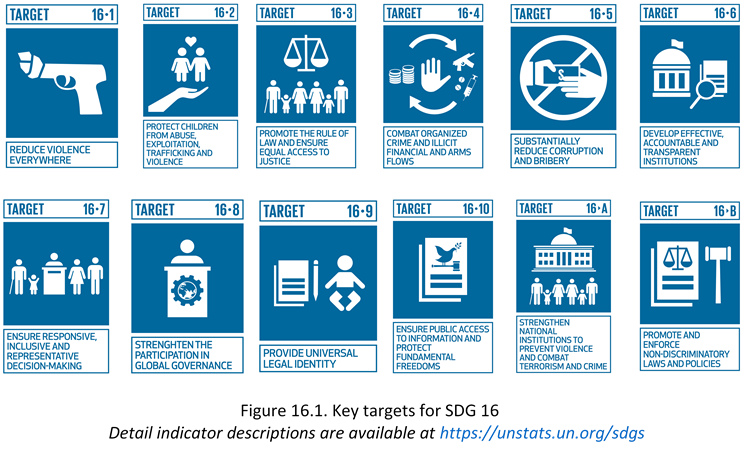 TARGET 16·1
REDUCE VIOLENCE
EVERYWHERE
TARGET 16·2
PROTECT CHILDREN
FROM ABUSE,
EXPLOITATION,
TRAFFICKING AND
VIOLENCE
TARGET 16·3
PROMOTE THE RULE OF
LAW AND ENSURE
EQUAL ACCESS TO
JUSTICE
TARGET 16·4
COMBAT ORGANIZED
CRIME AND ILLICIT
FINANCIAL AND ARMS
FLOWS
TARGET 16·5
$
SUBSTANTIALLY
REDUCE CORRUPTION
AND BRIBERY
TARGET 16·6
DEVELOP EFFECTIVE,
ACCOUNTABLE AND
TRANSPARENT
INSTITUTIONS
TARGET 16·7
ENSURE RESPONSIVE,
INCLUSIVE AND
REPRESENTATIVE
DECISION-MAKING
TARGET 16·8
STRENGHTEN THE
PARTICIPATION IN
GLOBAL GOVERNANCE
TARGET 16·9
PROVIDE UNIVERSAL
LEGAL IDENTITY
TARGET 16·10
ENSURE PUBLIC ACCESS
TO INFORMATION AND
PROTECT
FUNDAMENTAL
FREEDOMS
TARGET 16·A
STRENGTHEN
NATIONAL
INSTITUTIONS TO
PREVENT VIOLENCE
AND COMBAT
TERRORISM AND CRIME
TARGET 16·B
PROMOTE AND
ENFORCE
NON-DISCRIMINATORY
LAWS AND POLICIES
Figure 16.1. Key targets for SDG 16
Detail indicator descriptions are available at https://unstats.un.org/sdgs